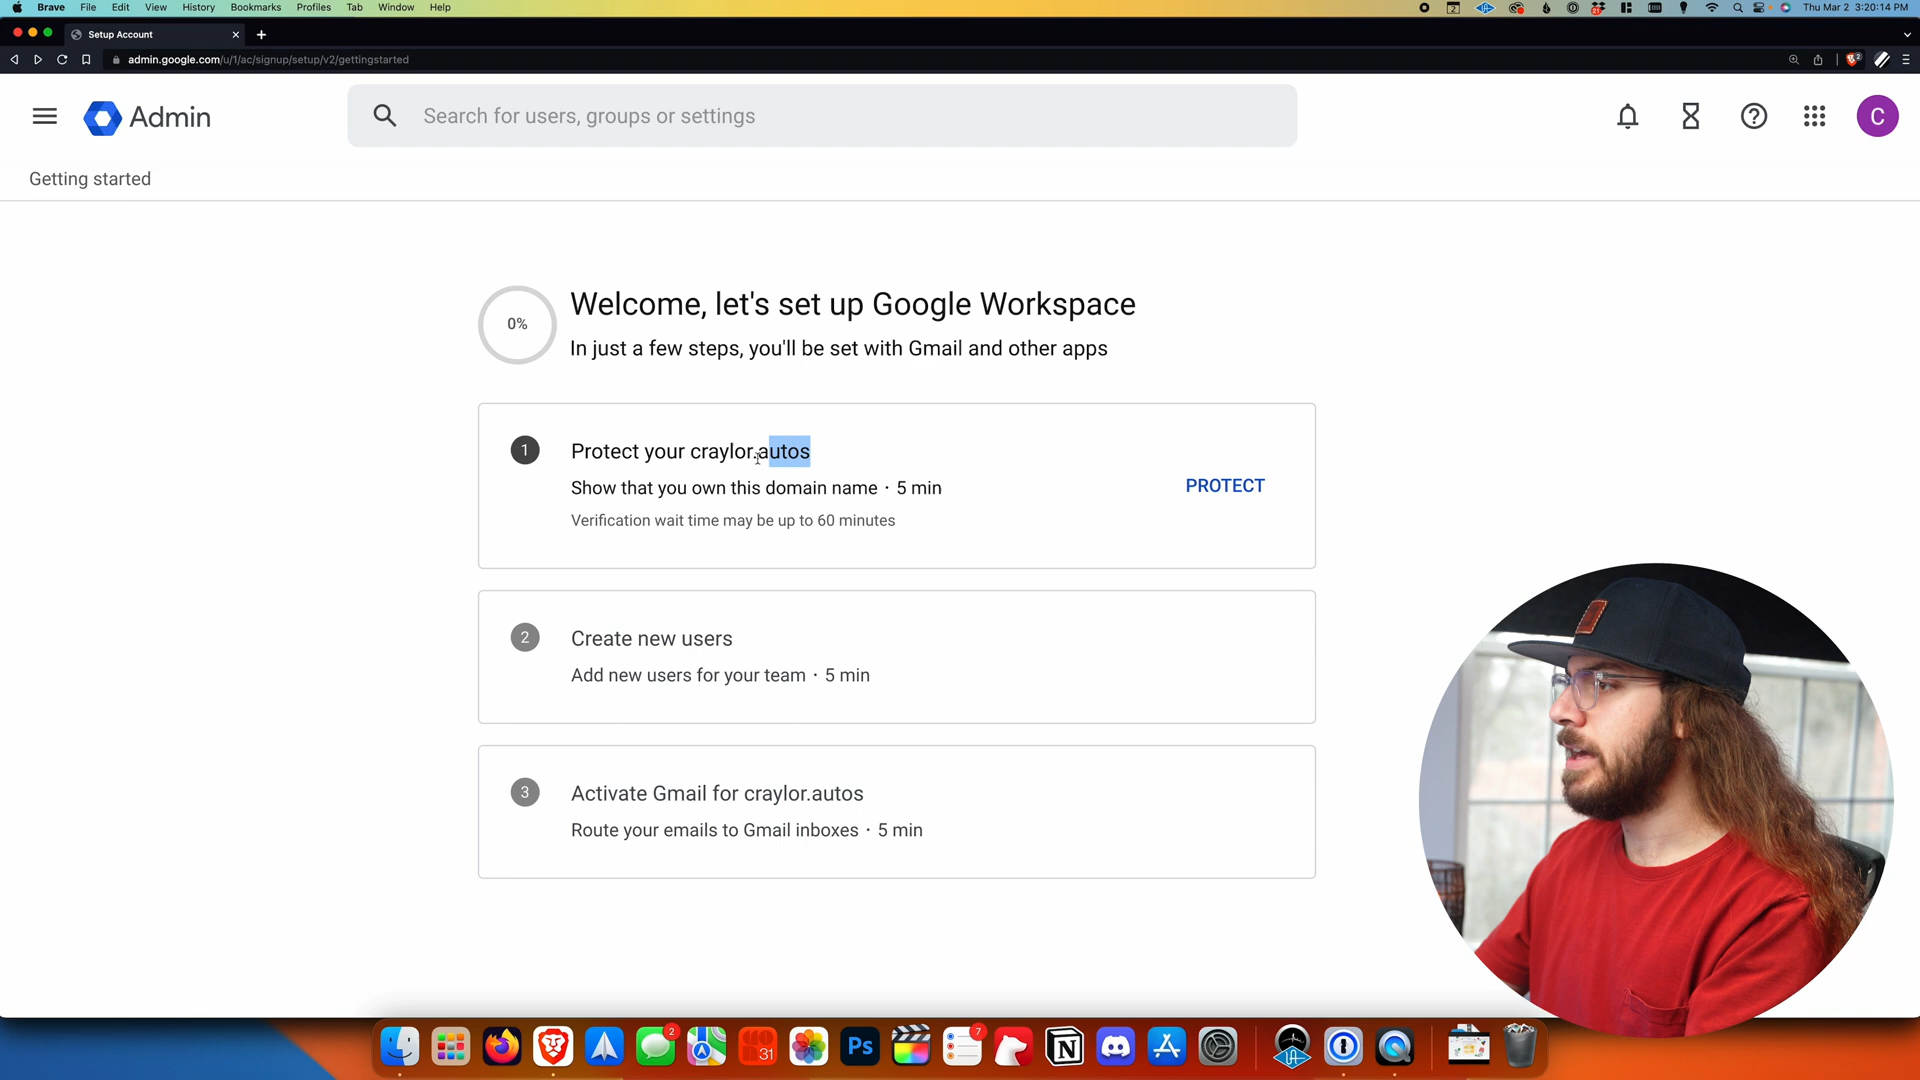 Brave File Edit View History Bookmarks Profiles Tab Window Help
Thu Mar 2 3:20:14 PM
Setup Account
admin.google.com/u/1/ac/signup/setup/v2/gettingstarted
Admin
Search for users, groups or settings
C
Getting started
0%
Welcome, let's set up Google Workspace
In just a few steps, you'll be set with Gmail and other apps
1
Protect your craylor.autos
Show that you own this domain name · 5 min
PROTECT
Verification wait time may be up to 60 minutes
2
Create new users
Add new users for your team · 5 min
3
Activate Gmail for craylor.autos
Route your emails to Gmail inboxes · 5 min
2
31
Ps
7